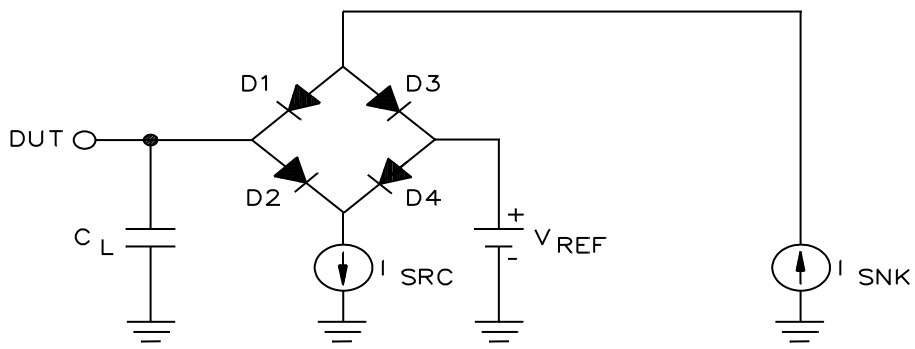 D1
D3
DUT
D2
D4
C L
+
V REF
-
I SRC
I SNK